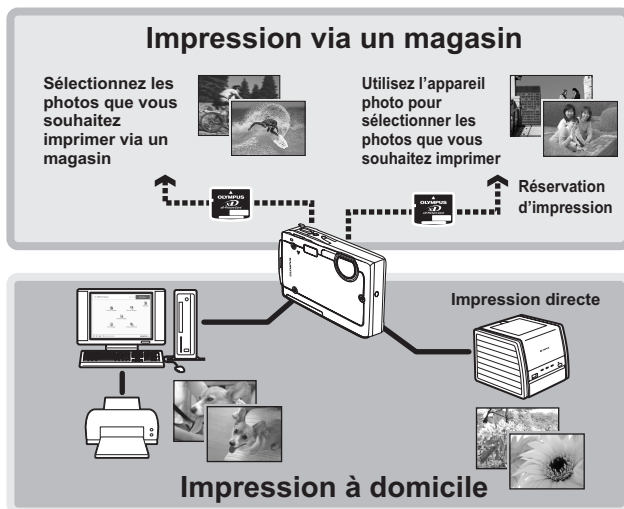 Impression via un magasin
Sélectionnez les
photos que vous
souhaitez
imprimer via un
magasin
Utilisez l’appareil
photo pour
sélectionner les
photos que vous
souhaitez imprimer
Réservation
d’impression
OLYMPUS
xD
OLYMPUS
xD
OLYMPUS
Impression directe
Impression à domicile